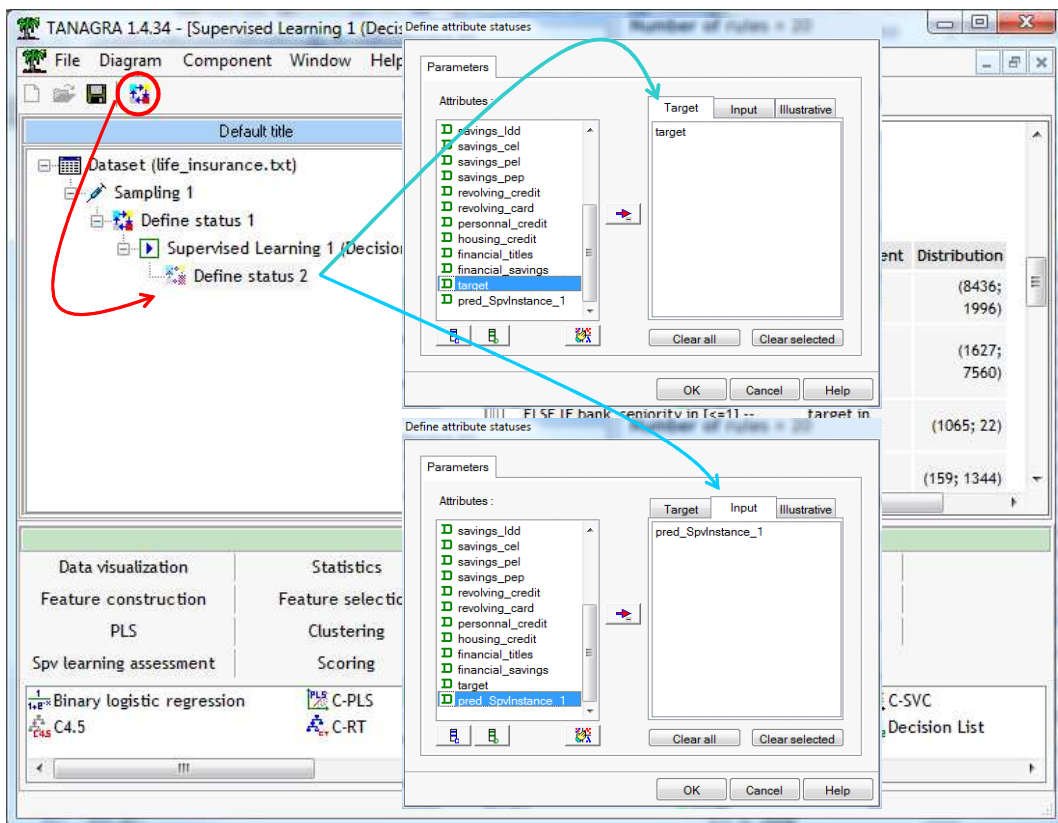 TANAGRA 1.4.34 - [Supervised Learning 1 (Decis
File Diagram Component Window Help
Default title
Dataset (life_insurance.txt)
Sampling 1
Define status 1
Supervised Learning 1 (Decision
Define status 2
Define attribute statuses
Number of rules = 20
Parameters
Attributes :
savings_ldd
savings_cel
savings_pel
savings_pep
revolving_credit
revolving_card
personnal_credit
housing_credit
financial_titles
financial_savings
target
pred_SpvInstance_1
Target Input Illustrative
target
Clear all Clear selected
OK Cancel Help
ent Distribution
(8436;
1996)
(1627;
7560)
ELSE IF bank_seniority in [<=1] -- target in
(1065; 22)
(159; 1344)
Define attribute statuses
Number of rules = 20
Parameters
Attributes :
savings_ldd
savings_cel
savings_pel
savings_pep
revolving_credit
revolving_card
personnal_credit
housing_credit
financial_titles
financial_savings
target
pred_SpvInstance_1
Target Input Illustrative
pred_SpvInstance_1
Clear all Clear selected
OK Cancel Help
Data visualization Statistics
Feature construction Feature selectio
PLS Clustering
Spv learning assessment Scoring
Binary logistic regression C-PLS C-SVC
C4.5 C-RT Decision List